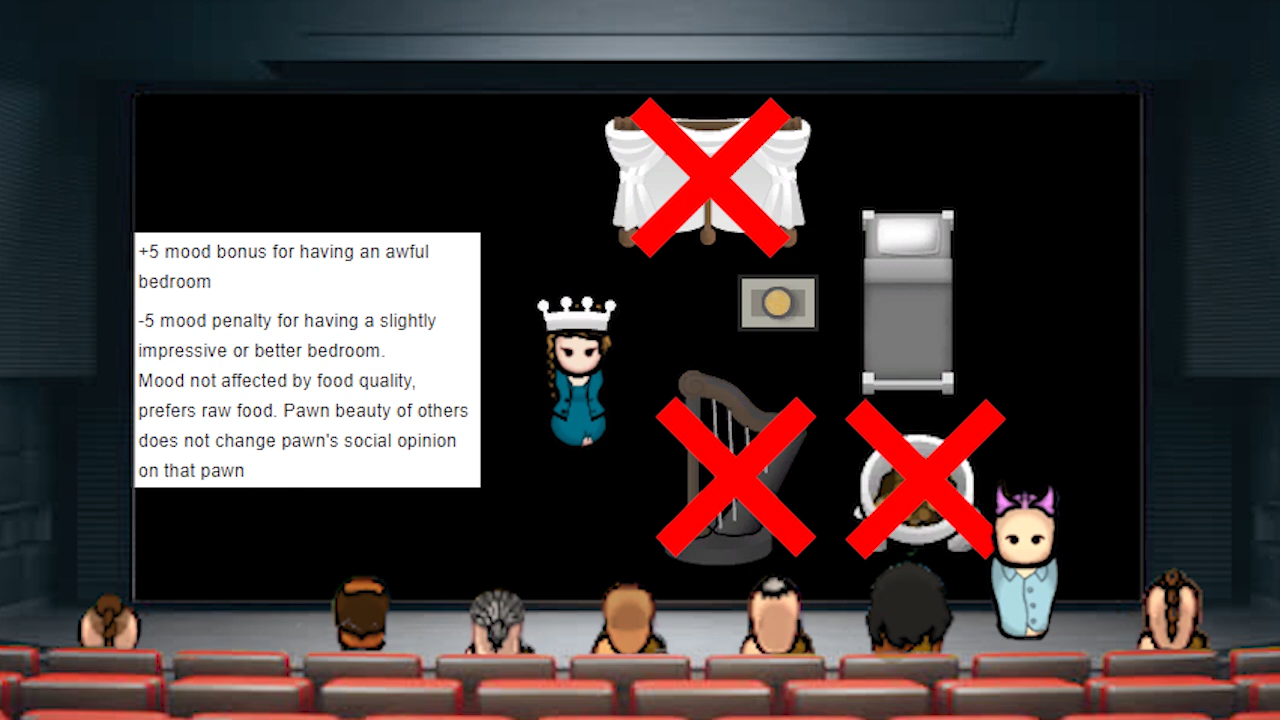 +5 mood bonus for having an awful
bedroom
-5 mood penalty for having a slightly
impressive or better bedroom.
Mood not affected by food quality,
prefers raw food. Pawn beauty of others
does not change pawn's social opinion
on that pawn